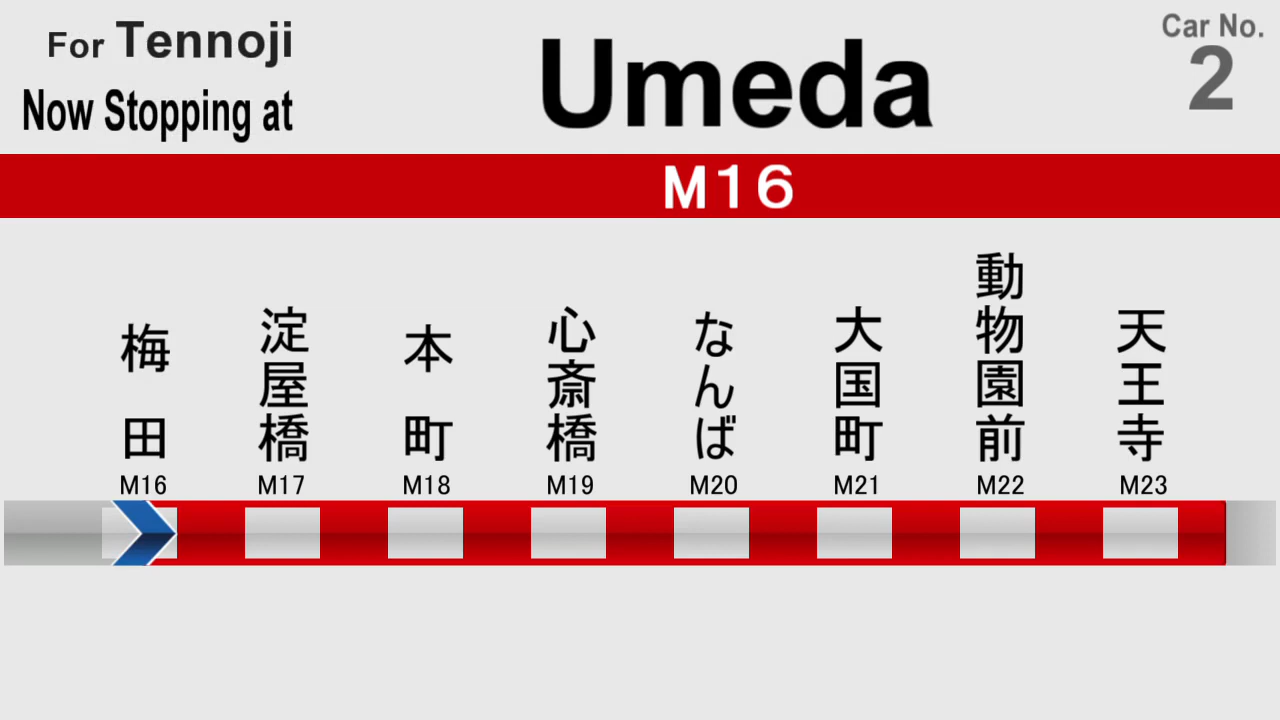 For Tennoji
Now Stopping at
Umeda
Car No.
2
M16
梅田
淀屋橋
本町
心斎橋
なんば
大国町
動物園前
天王寺
M16
M17
M18
M19
M20
M21
M22
M23